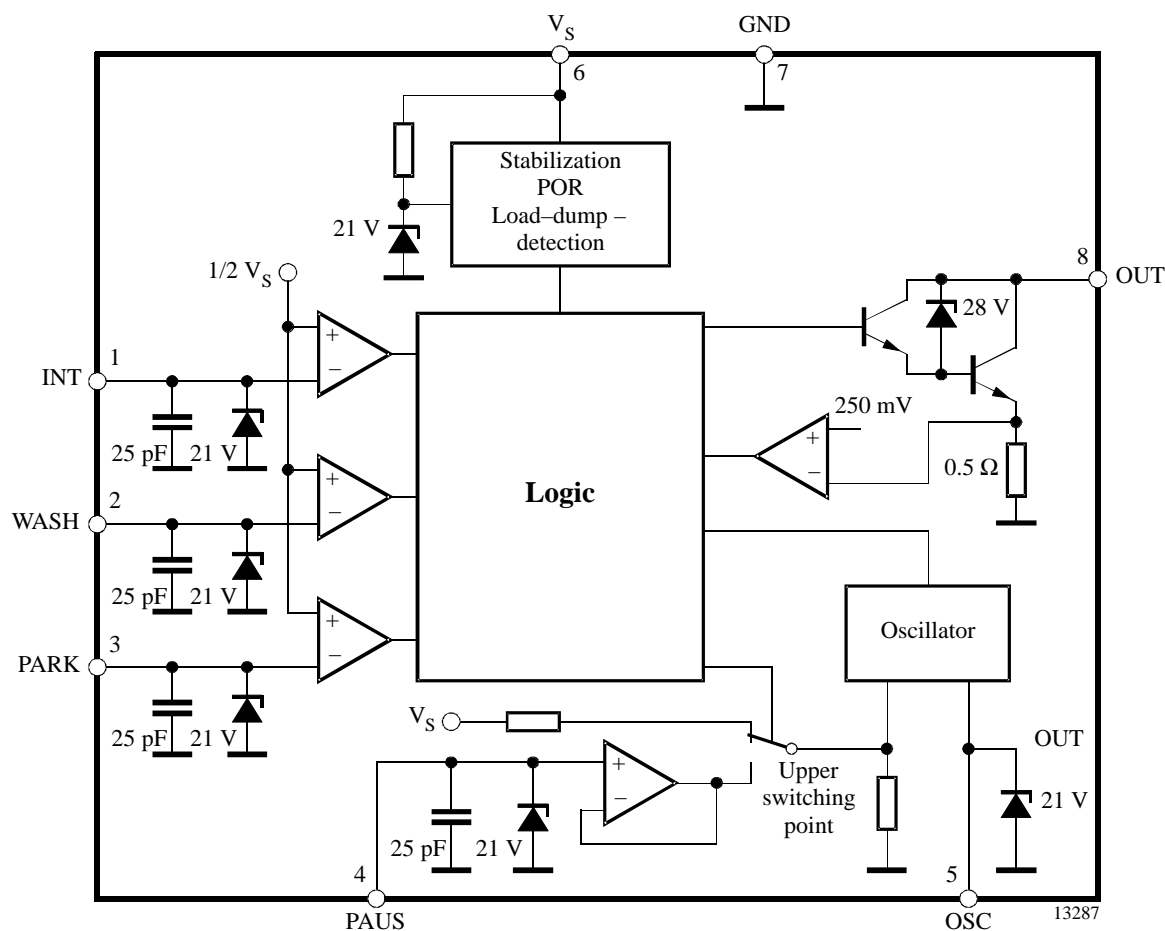 V_S
GND
6
7
Stabilization
POR
Load–dump –
detection
21 V
1/2 V_S
8
OUT
28 V
+
−
1
INT
25 pF
21 V
250 mV
+
−
0.5 Ω
Logic
+
−
2
WASH
25 pF
21 V
Oscillator
+
−
3
PARK
25 pF
21 V
V_S
OUT
Upper
switching
point
+
−
21 V
25 pF
21 V
4
5
PAUS
OSC
13287